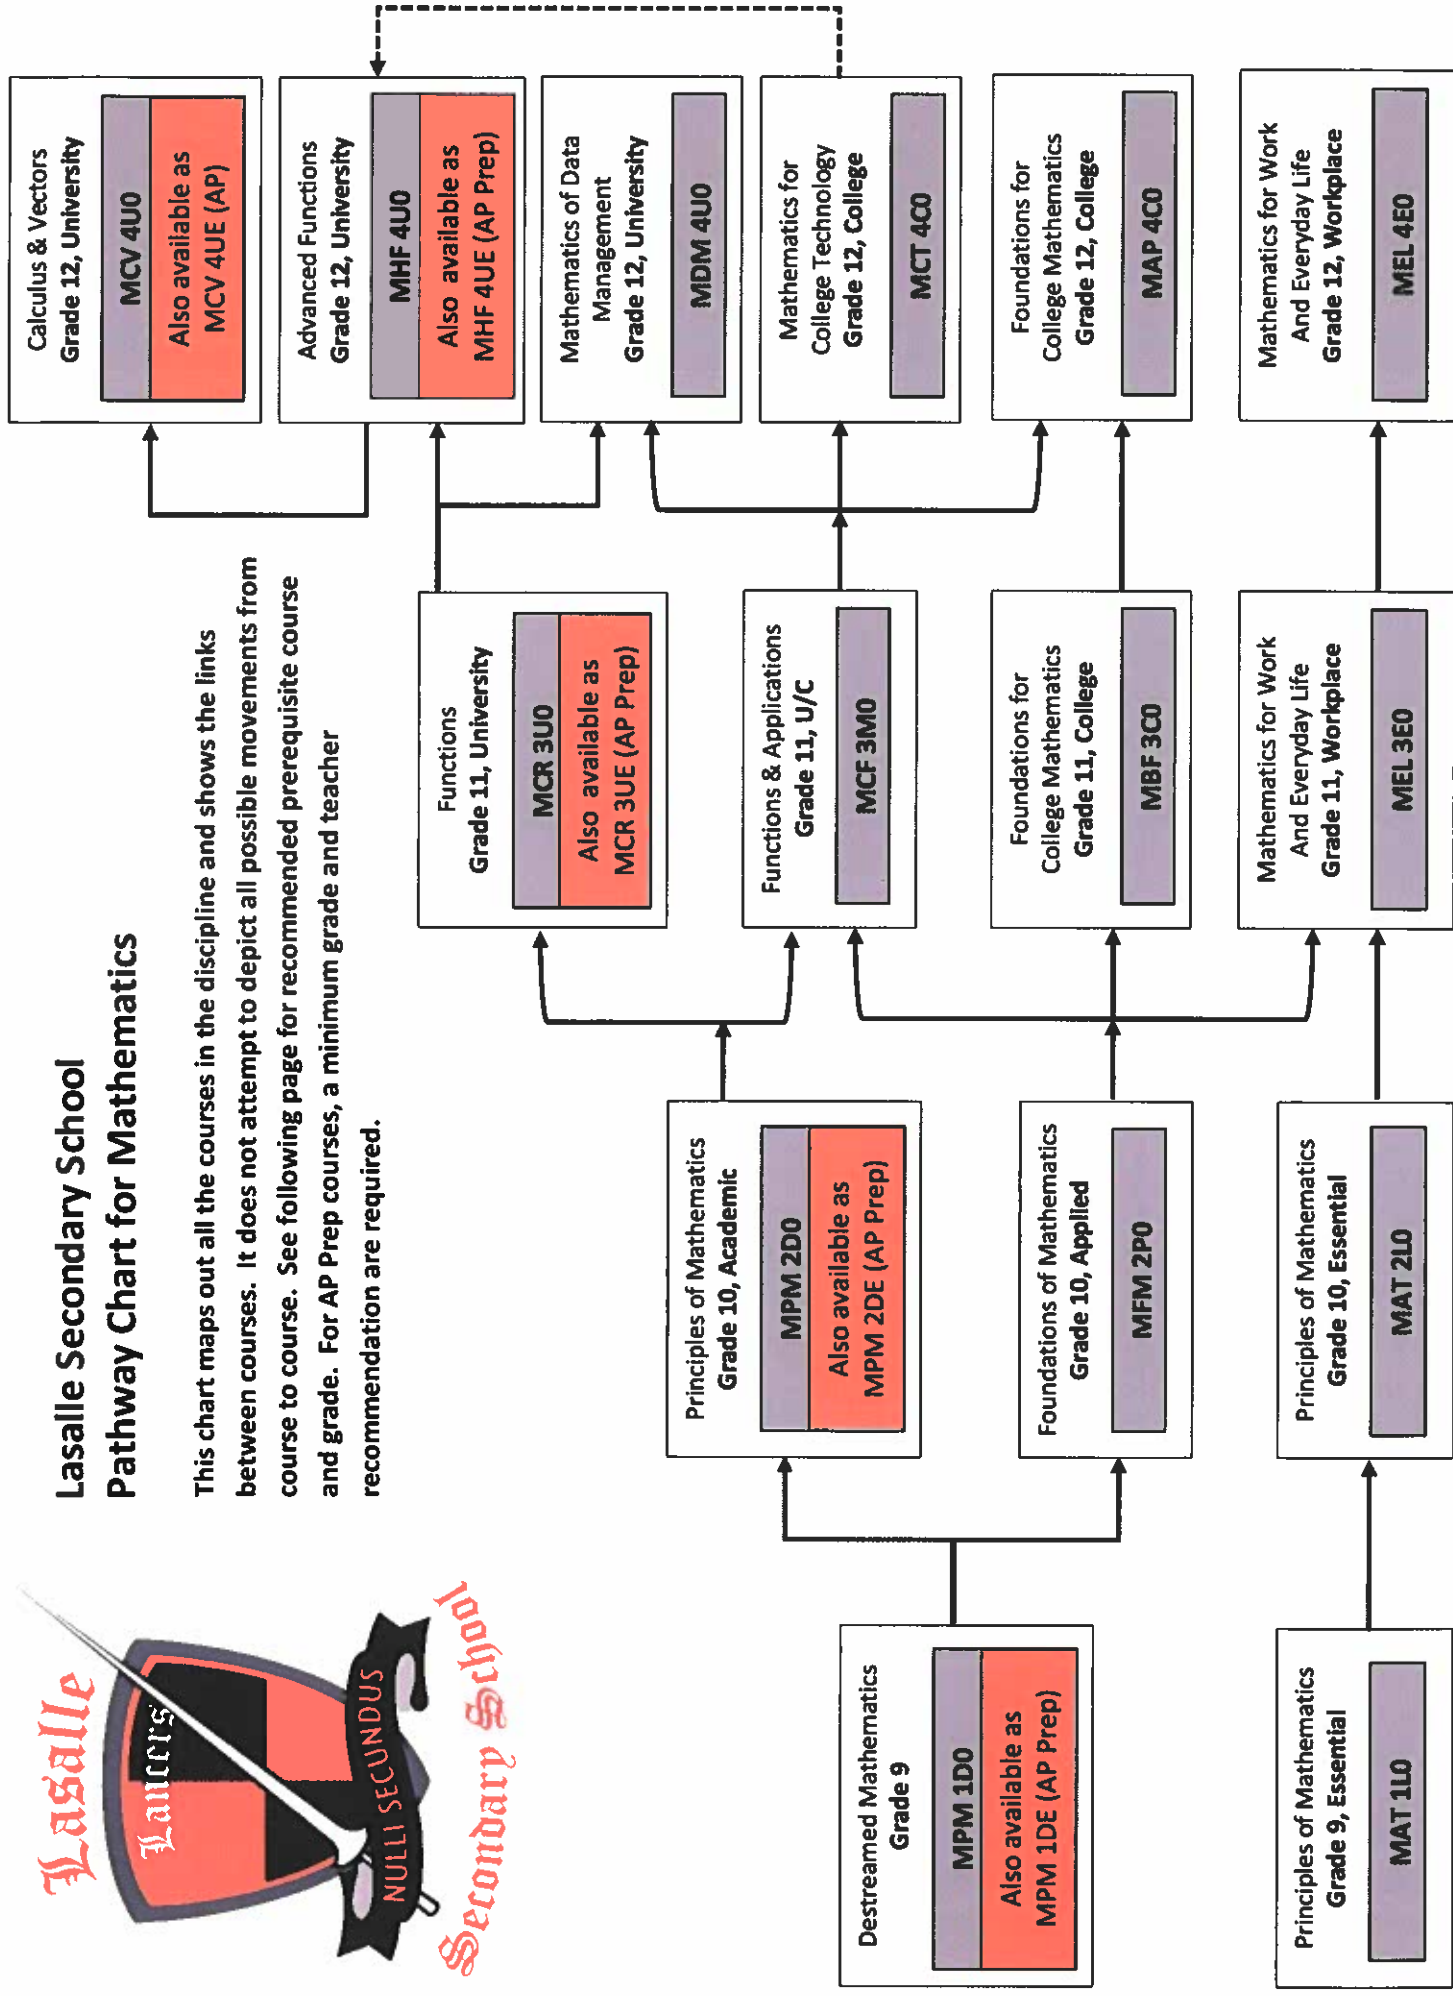 Lasalle
Lancers
NULLI SECUNDUS
Secondary School
Lasalle Secondary School
Pathway Chart for Mathematics
This chart maps out all the courses in the discipline and shows the links
between courses. It does not attempt to depict all possible movements from
course to course. See following page for recommended prerequisite course
and grade. For AP Prep courses, a minimum grade and teacher
recommendation are required.
Destreamed Mathematics
Grade 9
MPM 1D0
Also available as
MPM 1DE (AP Prep)
Principles of Mathematics
Grade 9, Essential
MAT 1L0
Principles of Mathematics
Grade 10, Academic
MPM 2D0
Also available as
MPM 2DE (AP Prep)
Foundations of Mathematics
Grade 10, Applied
MFM 2P0
Principles of Mathematics
Grade 10, Essential
MAT 2L0
Functions
Grade 11, University
MCR 3U0
Also available as
MCR 3UE (AP Prep)
Functions & Applications
Grade 11, U/C
MCF 3M0
Foundations for
College Mathematics
Grade 11, College
MBF 3C0
Mathematics for Work
And Everyday Life
Grade 11, Workplace
MEL 3E0
Calculus & Vectors
Grade 12, University
MCV 4U0
Also available as
MCV 4UE (AP)
Advanced Functions
Grade 12, University
MHF 4U0
Also available as
MHF 4UE (AP Prep)
Mathematics of Data
Management
Grade 12, University
MDM 4U0
Mathematics for
College Technology
Grade 12, College
MCT 4C0
Foundations for
College Mathematics
Grade 12, College
MAP 4C0
Mathematics for Work
And Everyday Life
Grade 12, Workplace
MEL 4E0